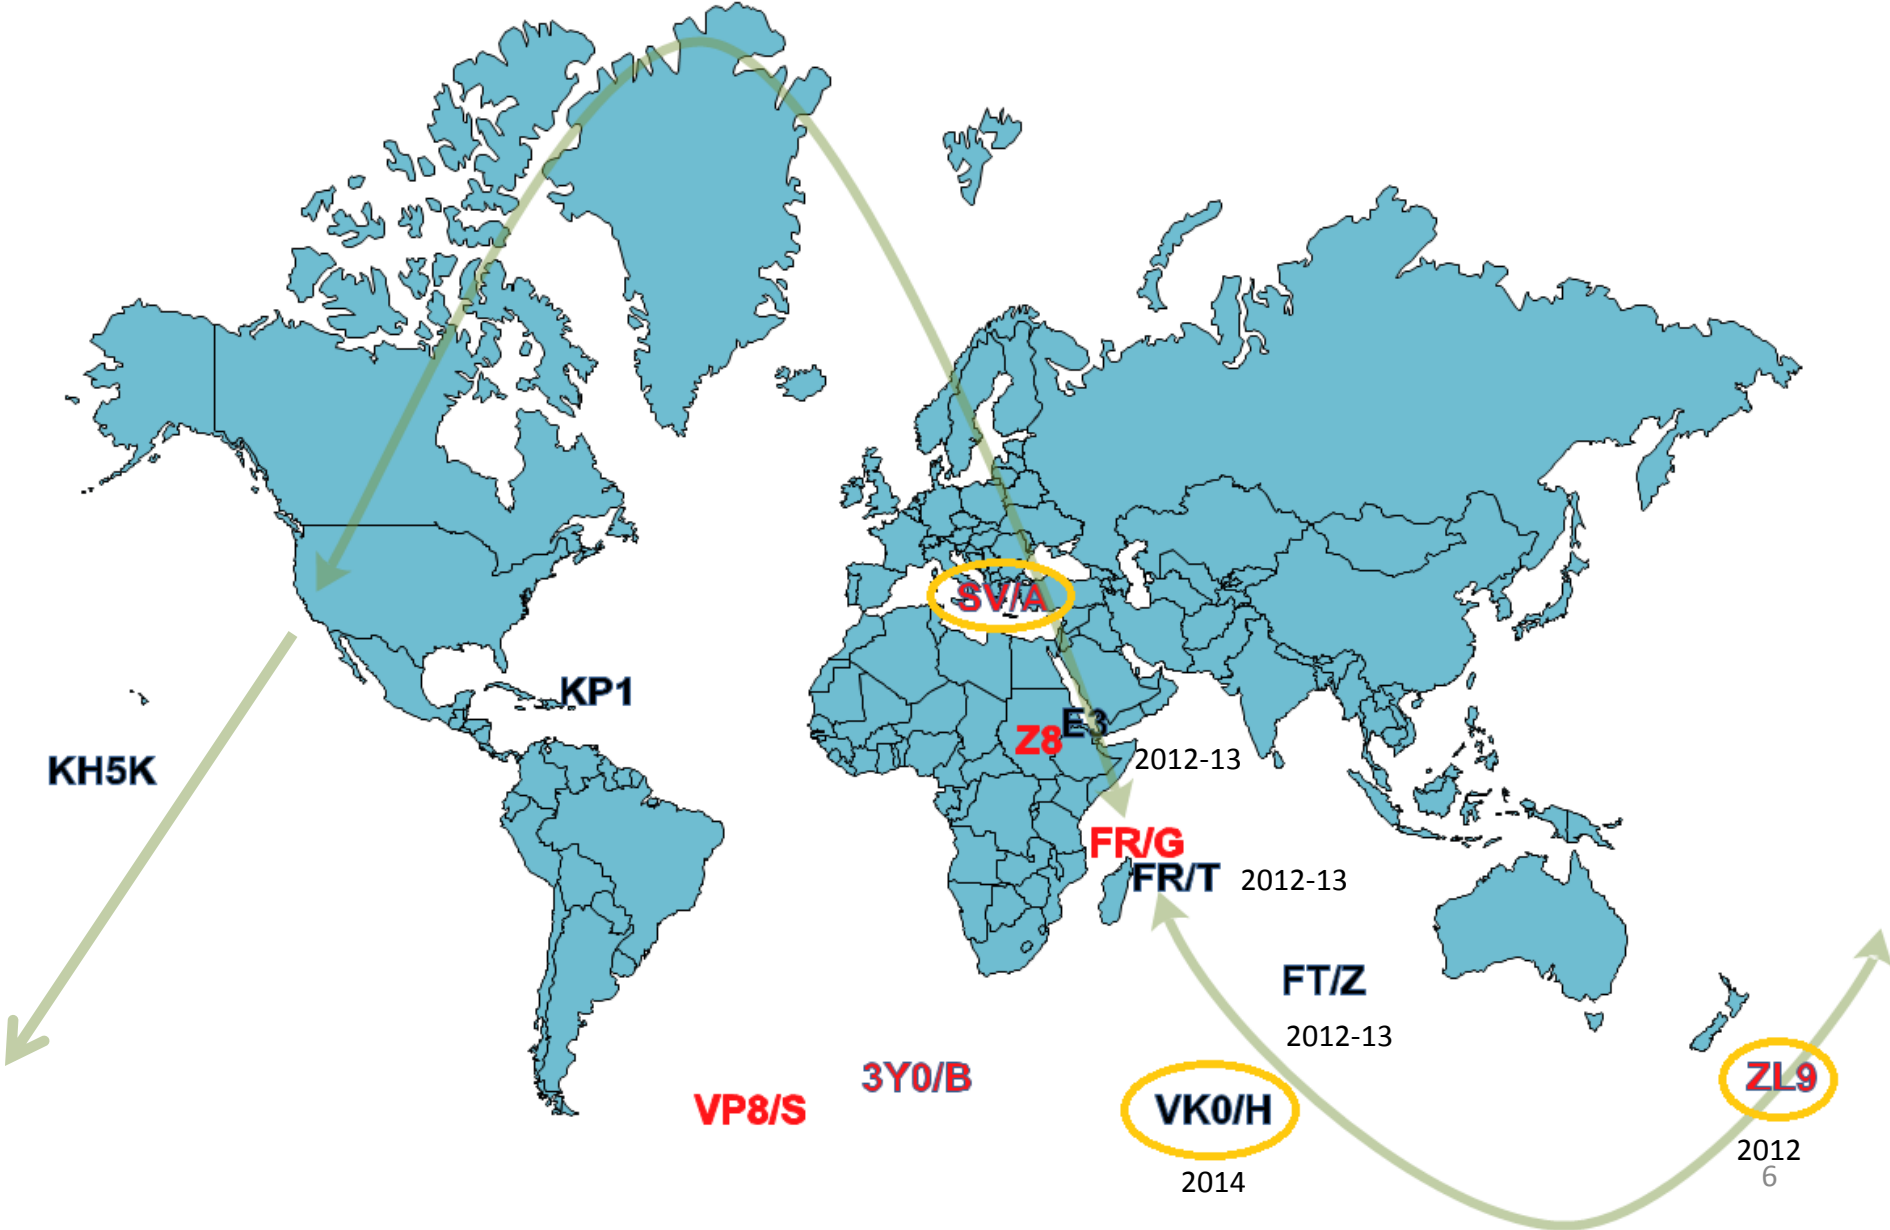 SV/A
KP1
E3
Z8
2012-13
KH5K
FR/G
FR/T 2012-13
FT/Z
2012-13
3Y0/B
ZL9
VP8/S
VK0/H
2012
6
2014